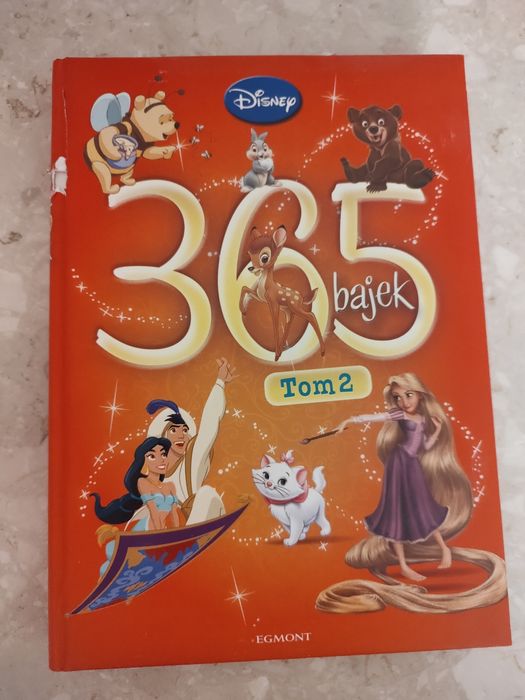 Disney
365
bajek
Tom 2
EGMONT